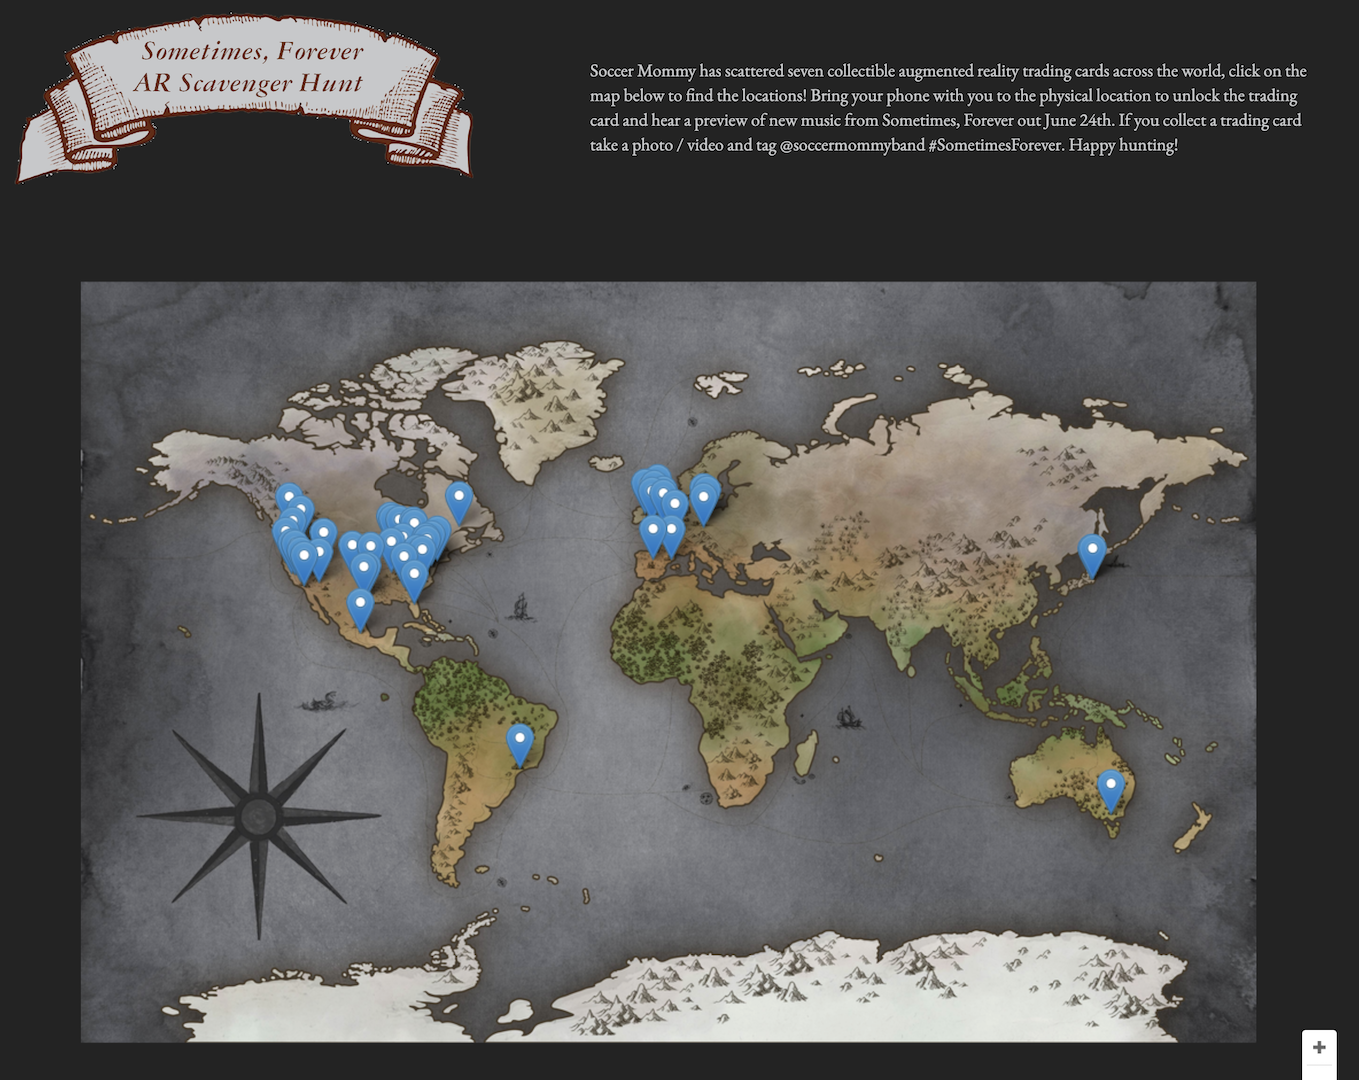 Sometimes, Forever
AR Scavenger Hunt
Soccer Mommy has scattered seven collectible augmented reality trading cards across the world, click on the
map below to find the locations! Bring your phone with you to the physical location to unlock the trading
card and hear a preview of new music from Sometimes, Forever out June 24th. If you collect a trading card
take a photo / video and tag @soccermommyband #SometimesForever. Happy hunting!